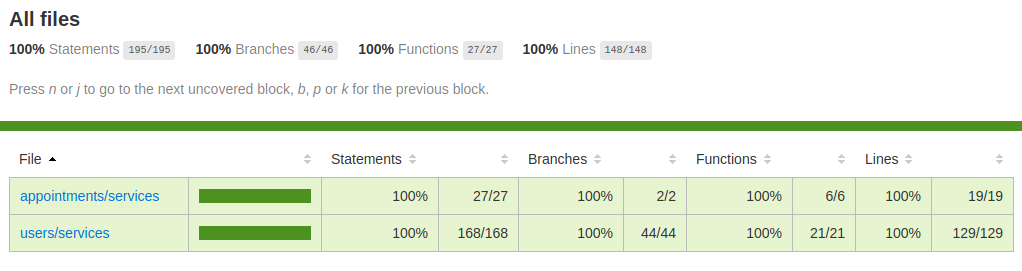 All files
100% Statements 195/195 100% Branches 46/46 100% Functions 27/27 100% Lines 148/148
Press n or j to go to the next uncovered block, b, p or k for the previous block.
File Statements Branches Functions Lines
appointments/services 100% 27/27 100% 2/2 100% 6/6 100% 19/19
users/services 100% 168/168 100% 44/44 100% 21/21 100% 129/129